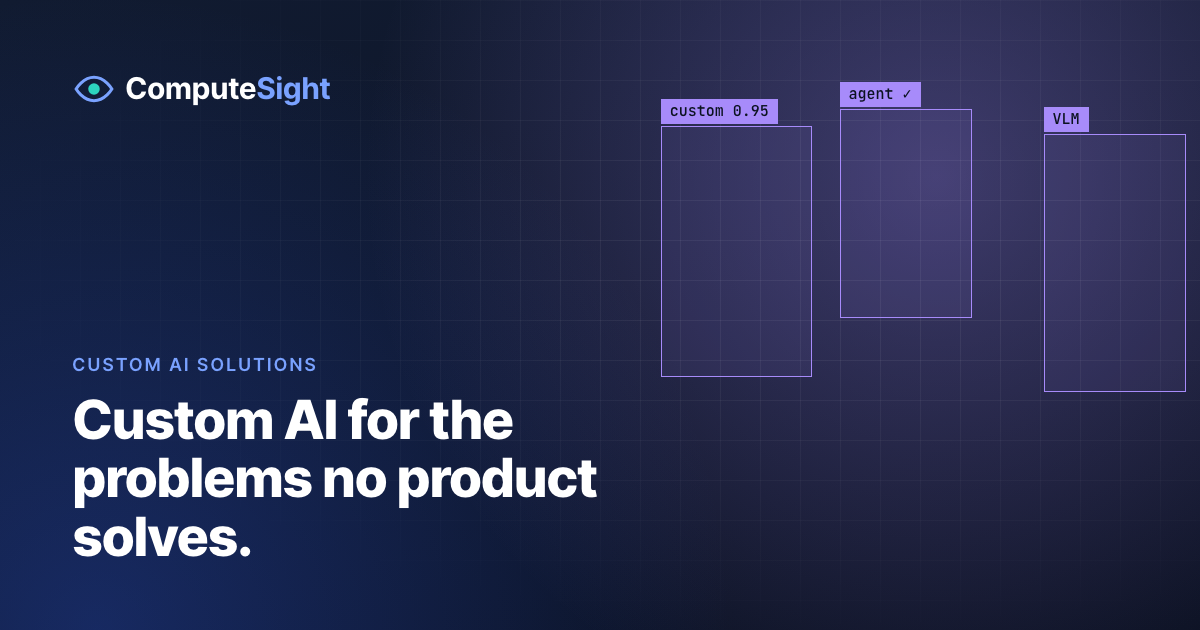 ComputeSight
custom 0.95
agent ✓
VLM
CUSTOM AI SOLUTIONS
Custom AI for the
problems no product
solves.